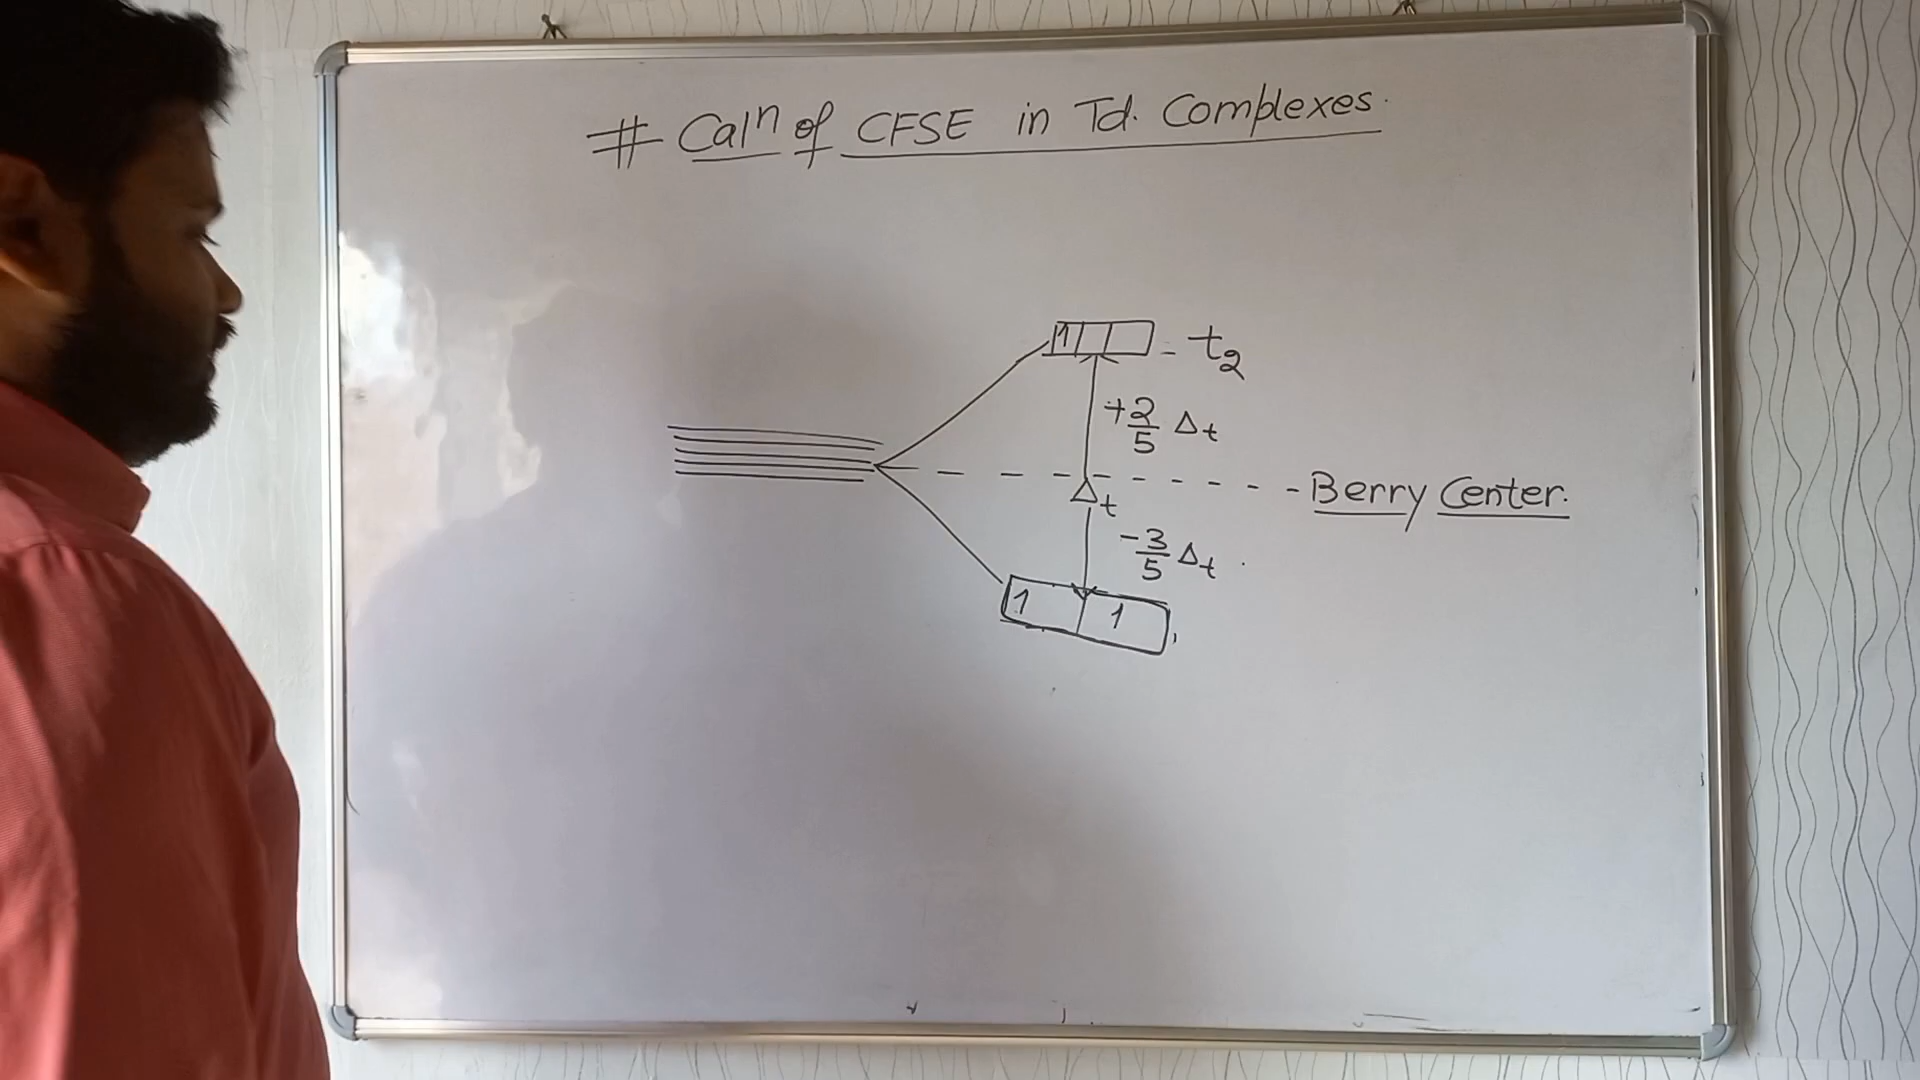 # Calⁿ of CFSE in Td. Complexes.
1 - t₂
+2/5 Δt
- Berry Center.
Δt
-3/5 Δt
1 1